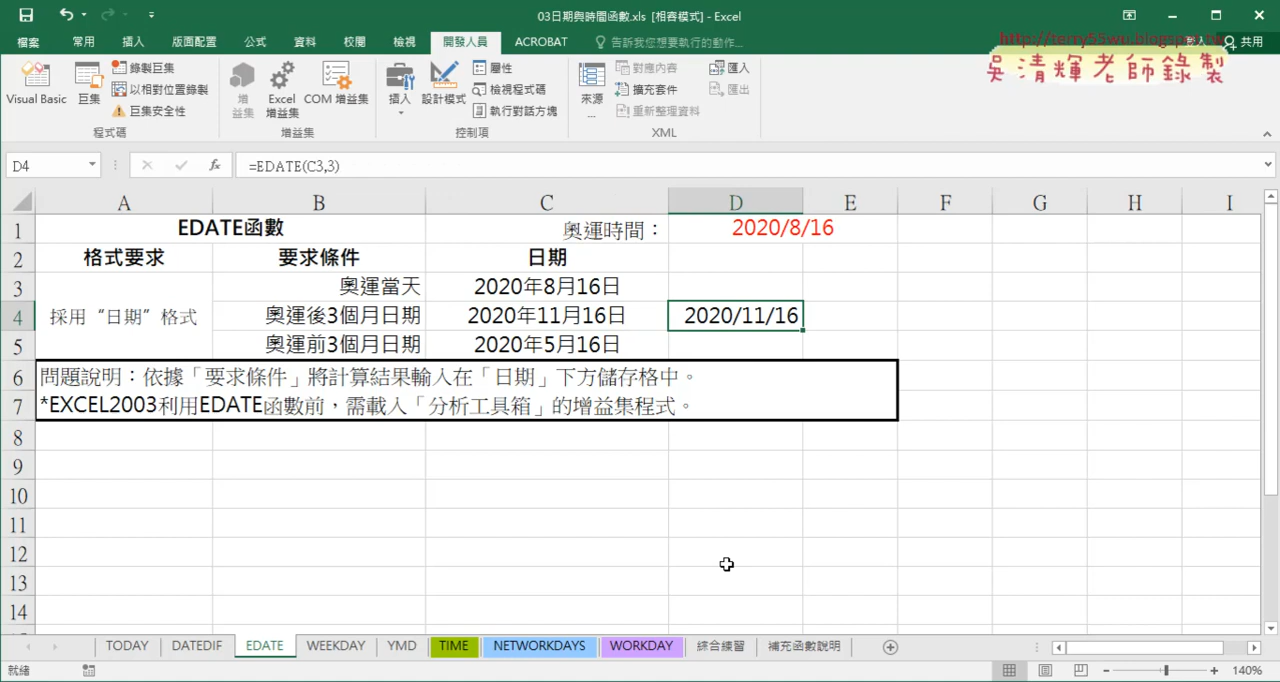 03日期與時間函數.xls [相容模式] - Excel
檔案 常用 插入 版面配置 公式 資料 校閱 檢視 開發人員 ACROBAT 告訴我您想要執行的動作... 共用
http://terry55wu.blogspot.tw
吳清輝老師錄製
Visual Basic 巨集 錄製巨集 以相對位置錄製 巨集安全性
程式碼
增益集 Excel 增益集 COM 增益集
增益集
插入 設計模式 屬性 檢視程式碼 執行對話方塊
控制項
來源... 對應內容 擴充套件 重新整理資料 匯入 匯出
XML
D4 fx =EDATE(C3,3)
A B C D E F G H I
1 EDATE函數 奧運時間： 2020/8/16
2 格式要求 要求條件 日期
3 奧運當天 2020年8月16日
4 採用“日期”格式 奧運後3個月日期 2020年11月16日 2020/11/16
5 奧運前3個月日期 2020年5月16日
6 問題說明：依據「要求條件」將計算結果輸入在「日期」下方儲存格中。
7 *EXCEL2003利用EDATE函數前，需載入「分析工具箱」的增益集程式。
8
9
10
11
12
13
14
TODAY DATEDIF EDATE WEEKDAY YMD TIME NETWORKDAYS WORKDAY 綜合練習 補充函數說明
就緒 140%